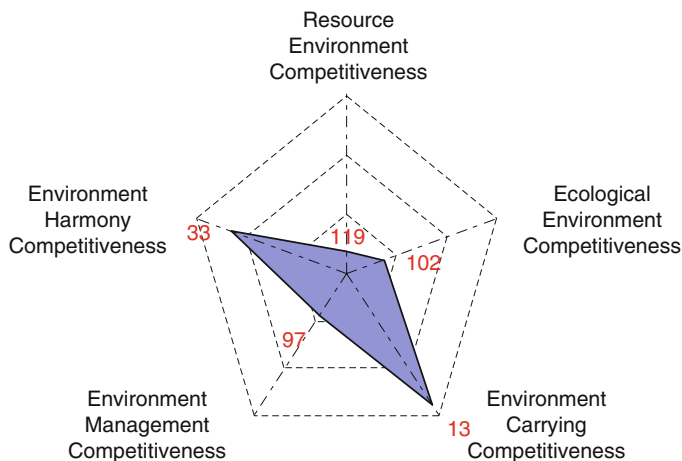 Resource
Environment
Competitiveness
Environment
Harmony
Competitiveness
33
119
102
Ecological
Environment
Competitiveness
97
Environment
Management
Competitiveness
13
Environment
Carrying
Competitiveness